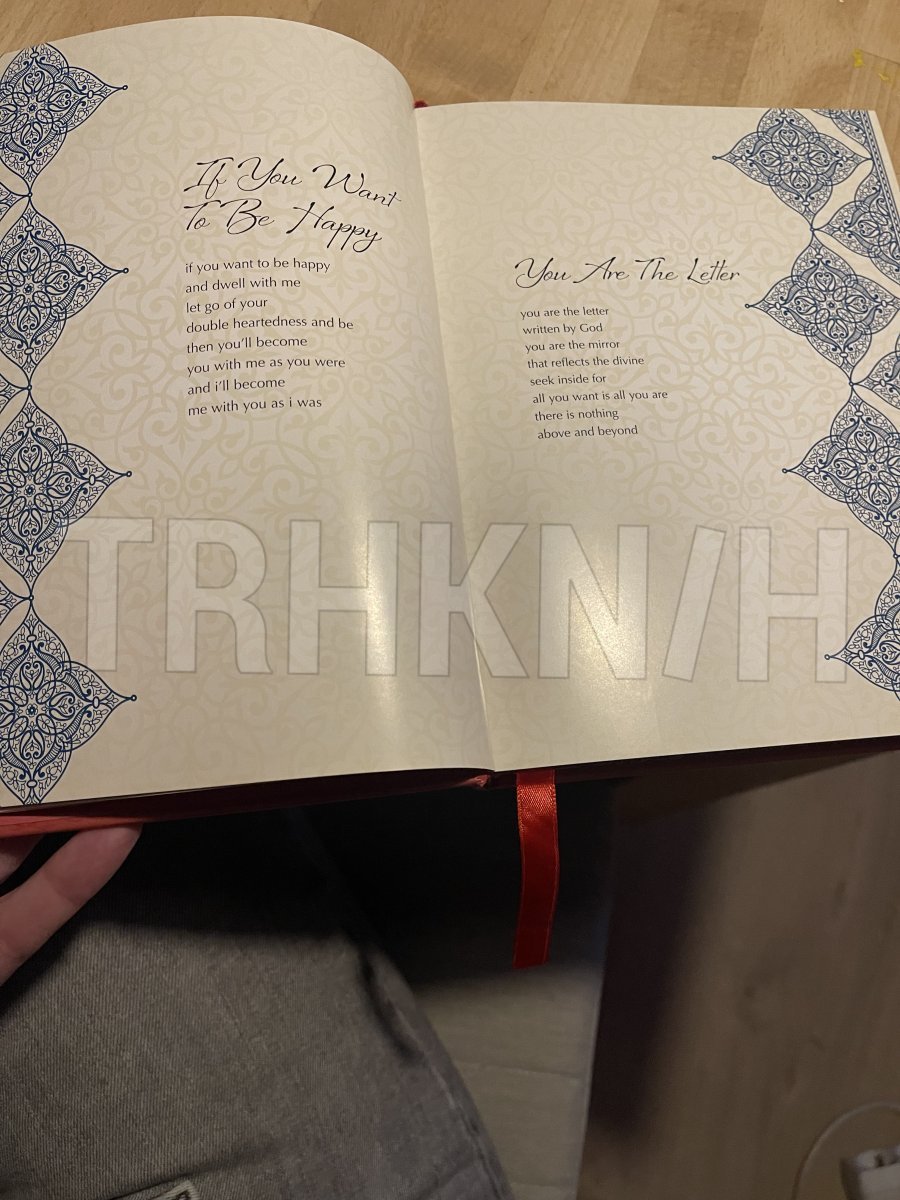 If You Want
To Be Happy
if you want to be happy
and dwell with me
let go of your
double heartedness and be
then you'll become
you with me as you were
and i'll become
me with you as i was
You Are The Letter
you are the letter
written by God
you are the mirror
that reflects the divine
seek inside for
all you want is all you are
there is nothing
above and beyond
TRHKN/H